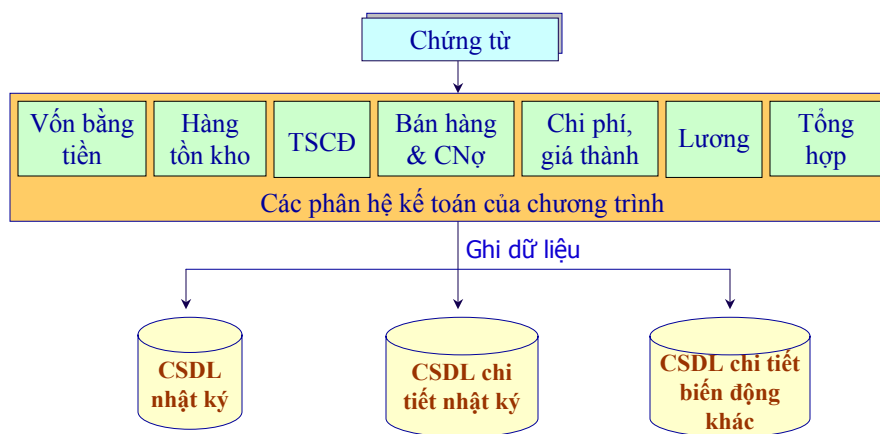 Chứng từ
Vốn bằng
tiền
Hàng
tồn kho
TSCĐ
Bán hàng
& CNợ
Chi phí,
giá thành
Lương
Tổng
hợp
Các phân hệ kế toán của chương trình
Ghi dữ liệu
CSDL
nhật ký
CSDL chi
tiết nhật ký
CSDL chi tiết
biến động
khác